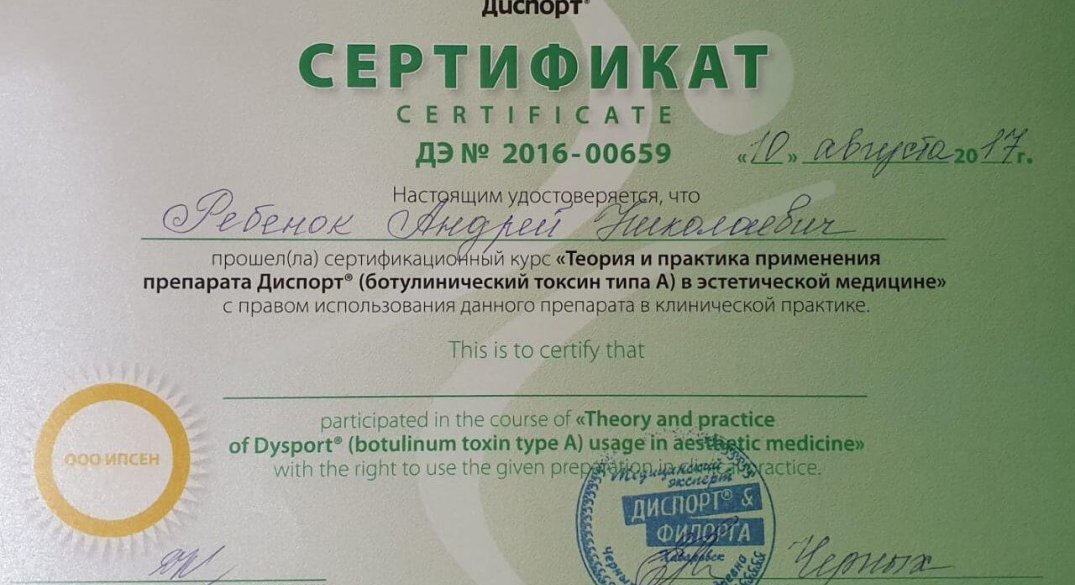 Диспорт®
СЕРТИФИКАТ
CERTIFICATE
ДЭ № 2016-00659 «10» августа 2017г.
Настоящим удостоверяется, что
Ребенок Андрей Николаевич
прошел(ла) сертификационный курс «Теория и практика применения
препарата Диспорт® (ботулинический токсин типа А) в эстетической медицине»
с правом использования данного препарата в клинической практике.
This is to certify that
participated in the course of «Theory and practice
of Dysport® (botulinum toxin type A) usage in aesthetic medicine»
with the right to use the given preparation in practice.
ООО ИПСЕН
Медицинский
эксперт
ДИСПОРТ® &
ФИЛОРГА
Хабаровск
Черных